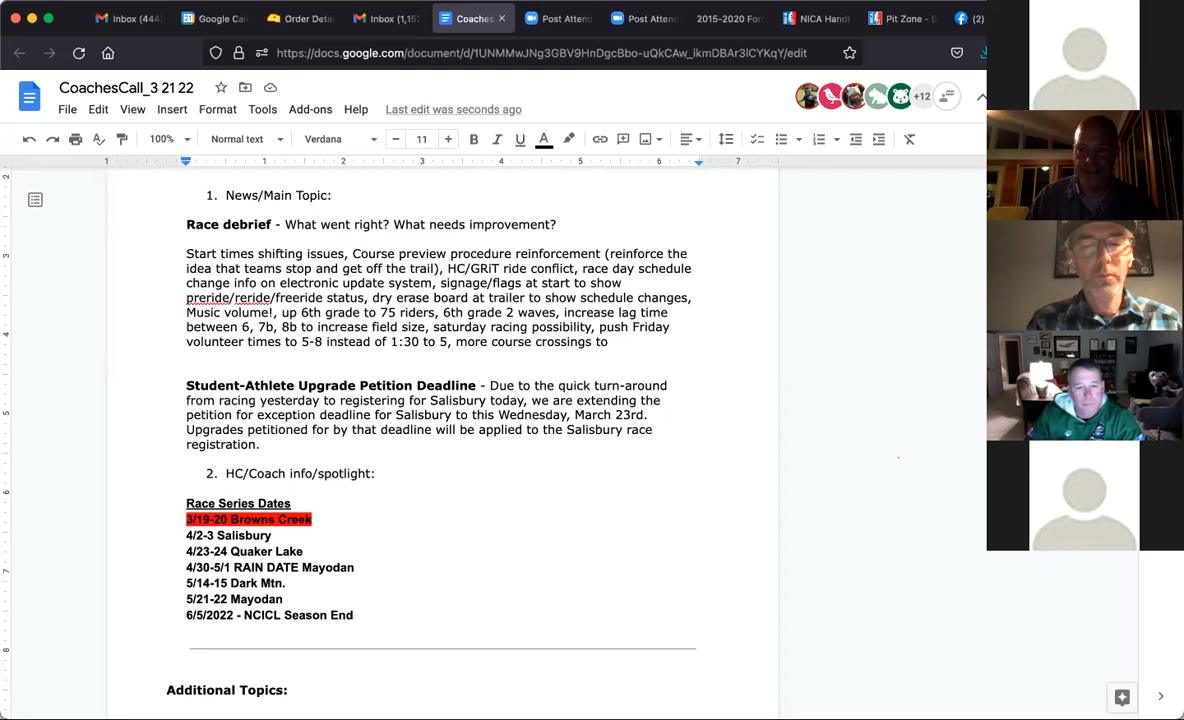 Inbox (444
Google Cal
Order Deta
Inbox (1,15
Coaches
Post Atteno
Post Atteno
2015-2020 For
NICA Handl
Pit Zone - E
(2)
https://docs.google.com/document/d/1UNMMwJNg3GBV9HnDgcBbo-uQkCAw_ikmDBAr3lCYKqY/edit
CoachesCall_3 21 22
File Edit View Insert Format Tools Add-ons Help Last edit was seconds ago
+12
100% Normal text Verdana 11 B I U A
1 1 2 3 4 5 6 7
1. News/Main Topic:
Race debrief - What went right? What needs improvement?
Start times shifting issues, Course preview procedure reinforcement (reinforce the
idea that teams stop and get off the trail), HC/GRiT ride conflict, race day schedule
change info on electronic update system, signage/flags at start to show
preride/reride/freeride status, dry erase board at trailer to show schedule changes,
Music volume!, up 6th grade to 75 riders, 6th grade 2 waves, increase lag time
between 6, 7b, 8b to increase field size, saturday racing possibility, push Friday
volunteer times to 5-8 instead of 1:30 to 5, more course crossings to
Student-Athlete Upgrade Petition Deadline - Due to the quick turn-around
from racing yesterday to registering for Salisbury today, we are extending the
petition for exception deadline for Salisbury to this Wednesday, March 23rd.
Upgrades petitioned for by that deadline will be applied to the Salisbury race
registration.
2. HC/Coach info/spotlight:
Race Series Dates
3/19-20 Browns Creek
4/2-3 Salisbury
4/23-24 Quaker Lake
4/30-5/1 RAIN DATE Mayodan
5/14-15 Dark Mtn.
5/21-22 Mayodan
6/5/2022 - NCICL Season End
Additional Topics: